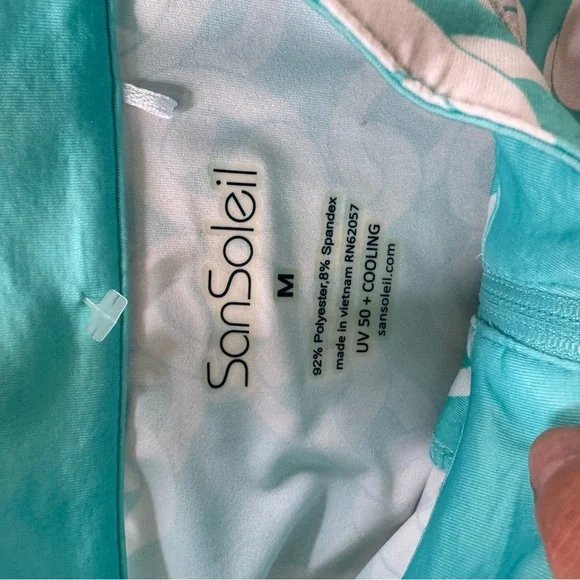 SanSoleil
M
92% Polyester,8% Spandex
made in vietnam RN62057
UV 50 + COOLING
sansoleil.com